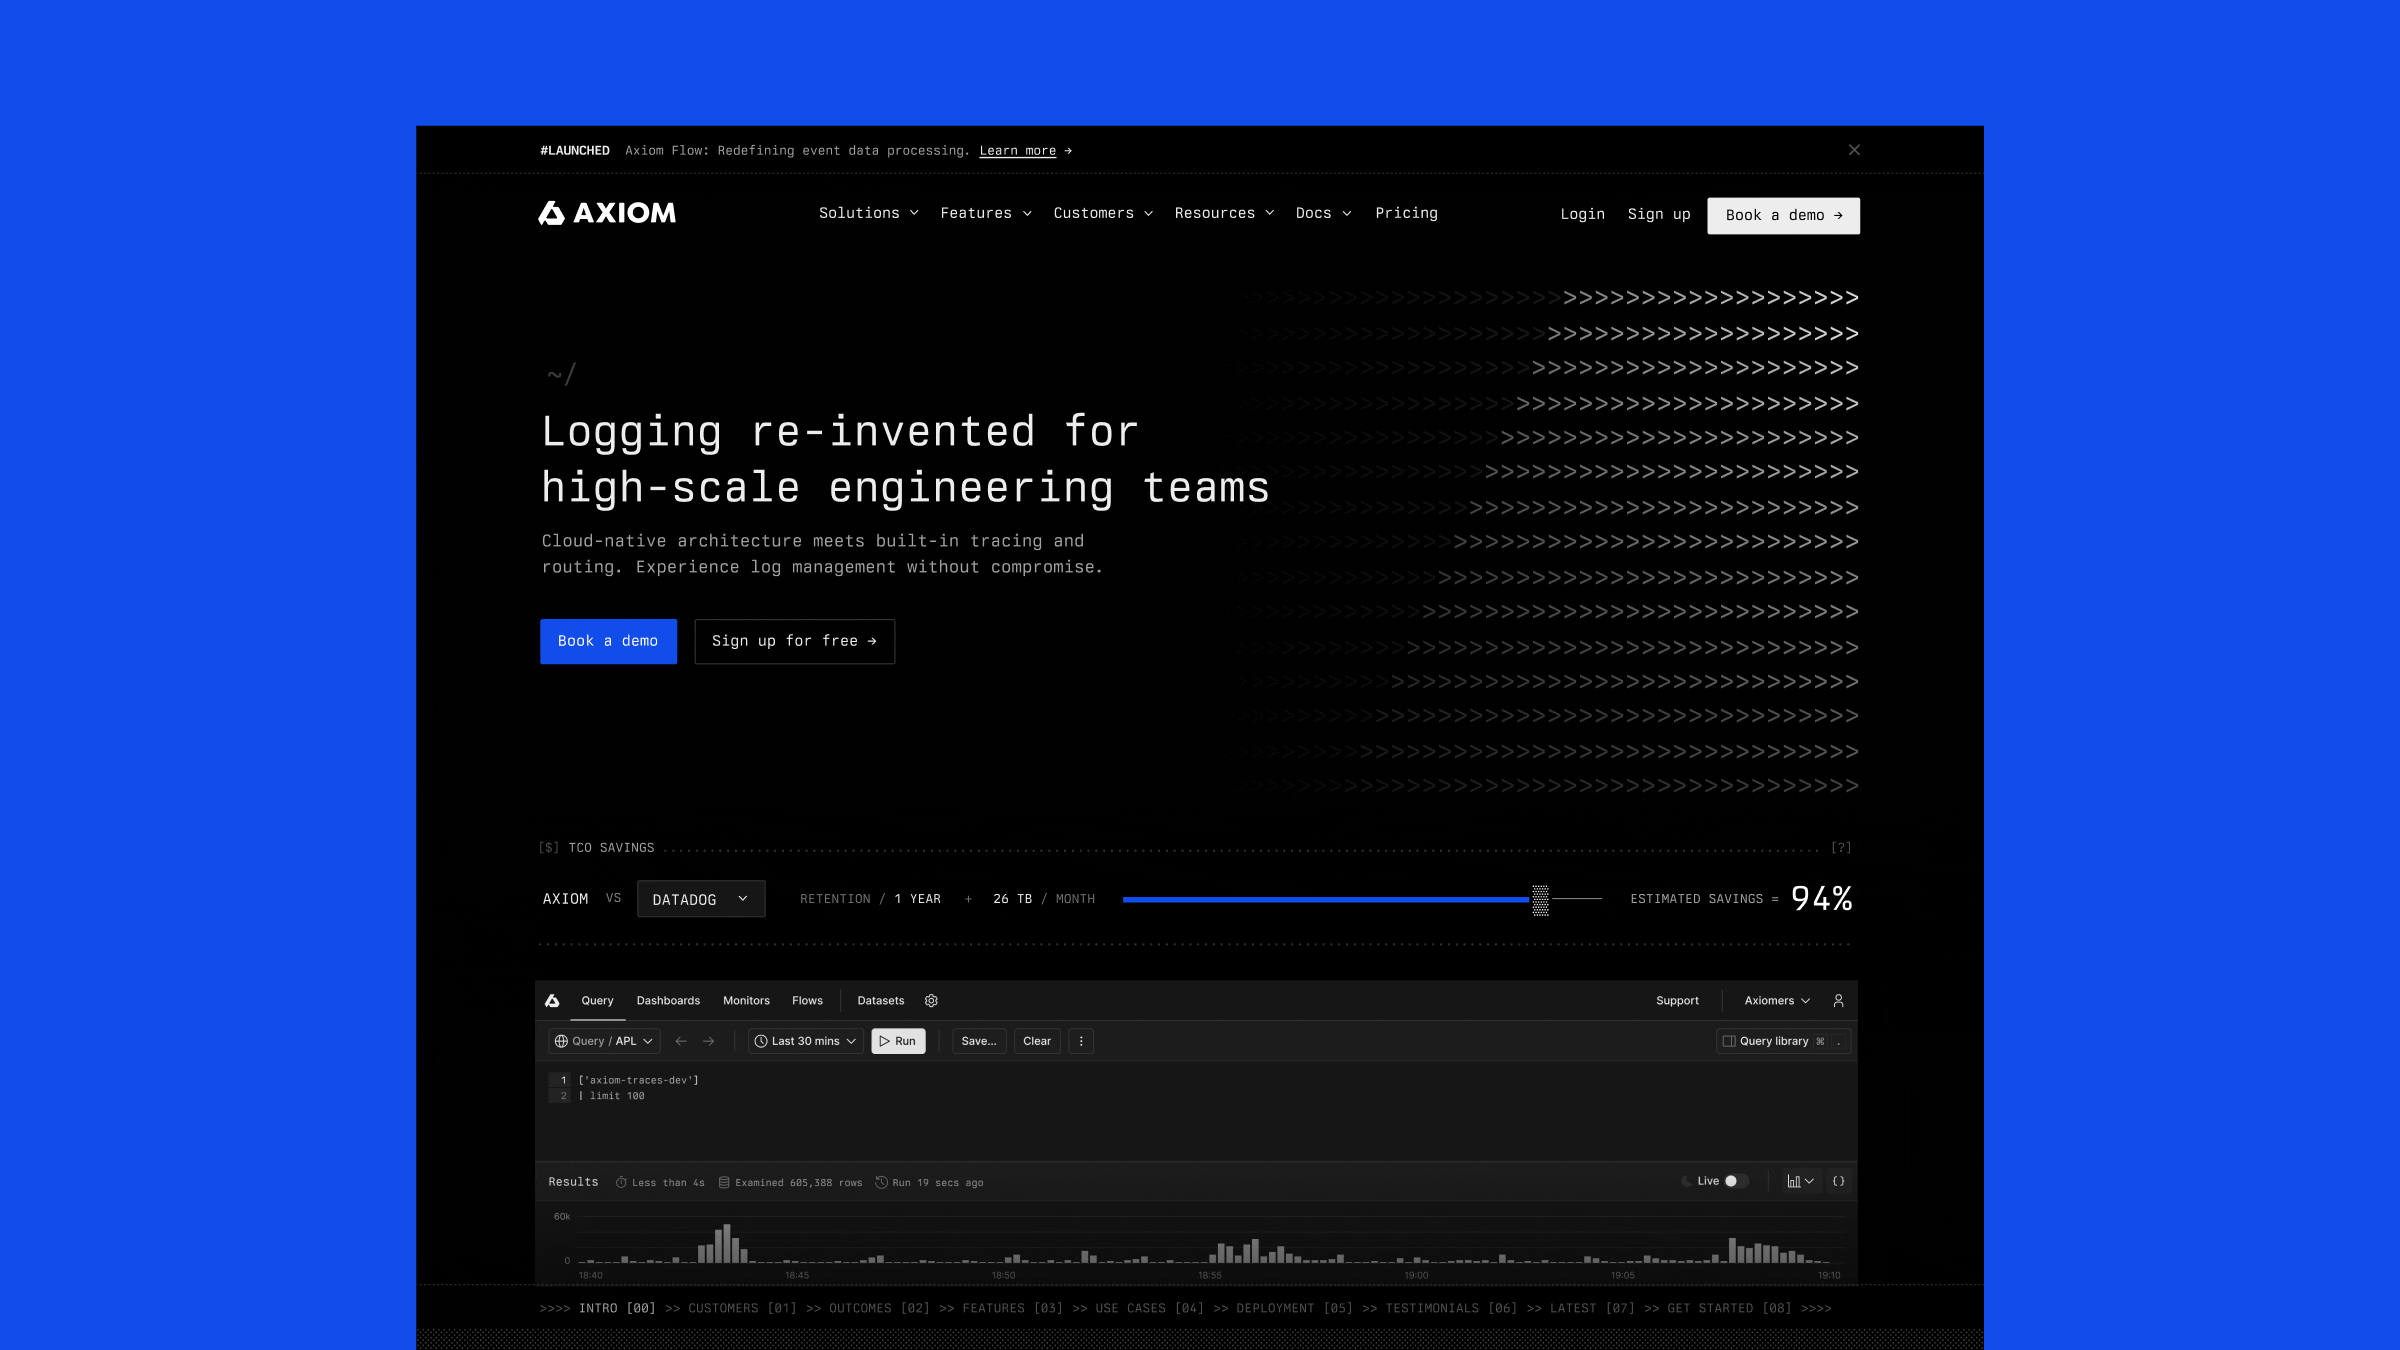 #LAUNCHED Axiom Flow: Redefining event data processing. Learn more →
AXIOM
Solutions Features Customers Resources Docs Pricing
Login Sign up Book a demo →
~/
Logging re-invented for
high-scale engineering teams
Cloud-native architecture meets built-in tracing and
routing. Experience log management without compromise.
Book a demo Sign up for free →
[$] TCO SAVINGS [?]
AXIOM VS DATADOG RETENTION / 1 YEAR + 26 TB / MONTH ESTIMATED SAVINGS = 94%
Query Dashboards Monitors Flows Datasets Support Axiomers
Query / APL ← → Last 30 mins Run Save... Clear Query library ⌘ .
1 ['axiom-traces-dev']
2 | limit 100
Results Less than 4s Examined 605,388 rows Run 19 secs ago Live {}
60k
0
18:40 18:45 18:50 18:55 19:00 19:05 19:10
>>>> INTRO [00] >> CUSTOMERS [01] >> OUTCOMES [02] >> FEATURES [03] >> USE CASES [04] >> DEPLOYMENT [05] >> TESTIMONIALS [06] >> LATEST [07] >> GET STARTED [08] >>>>